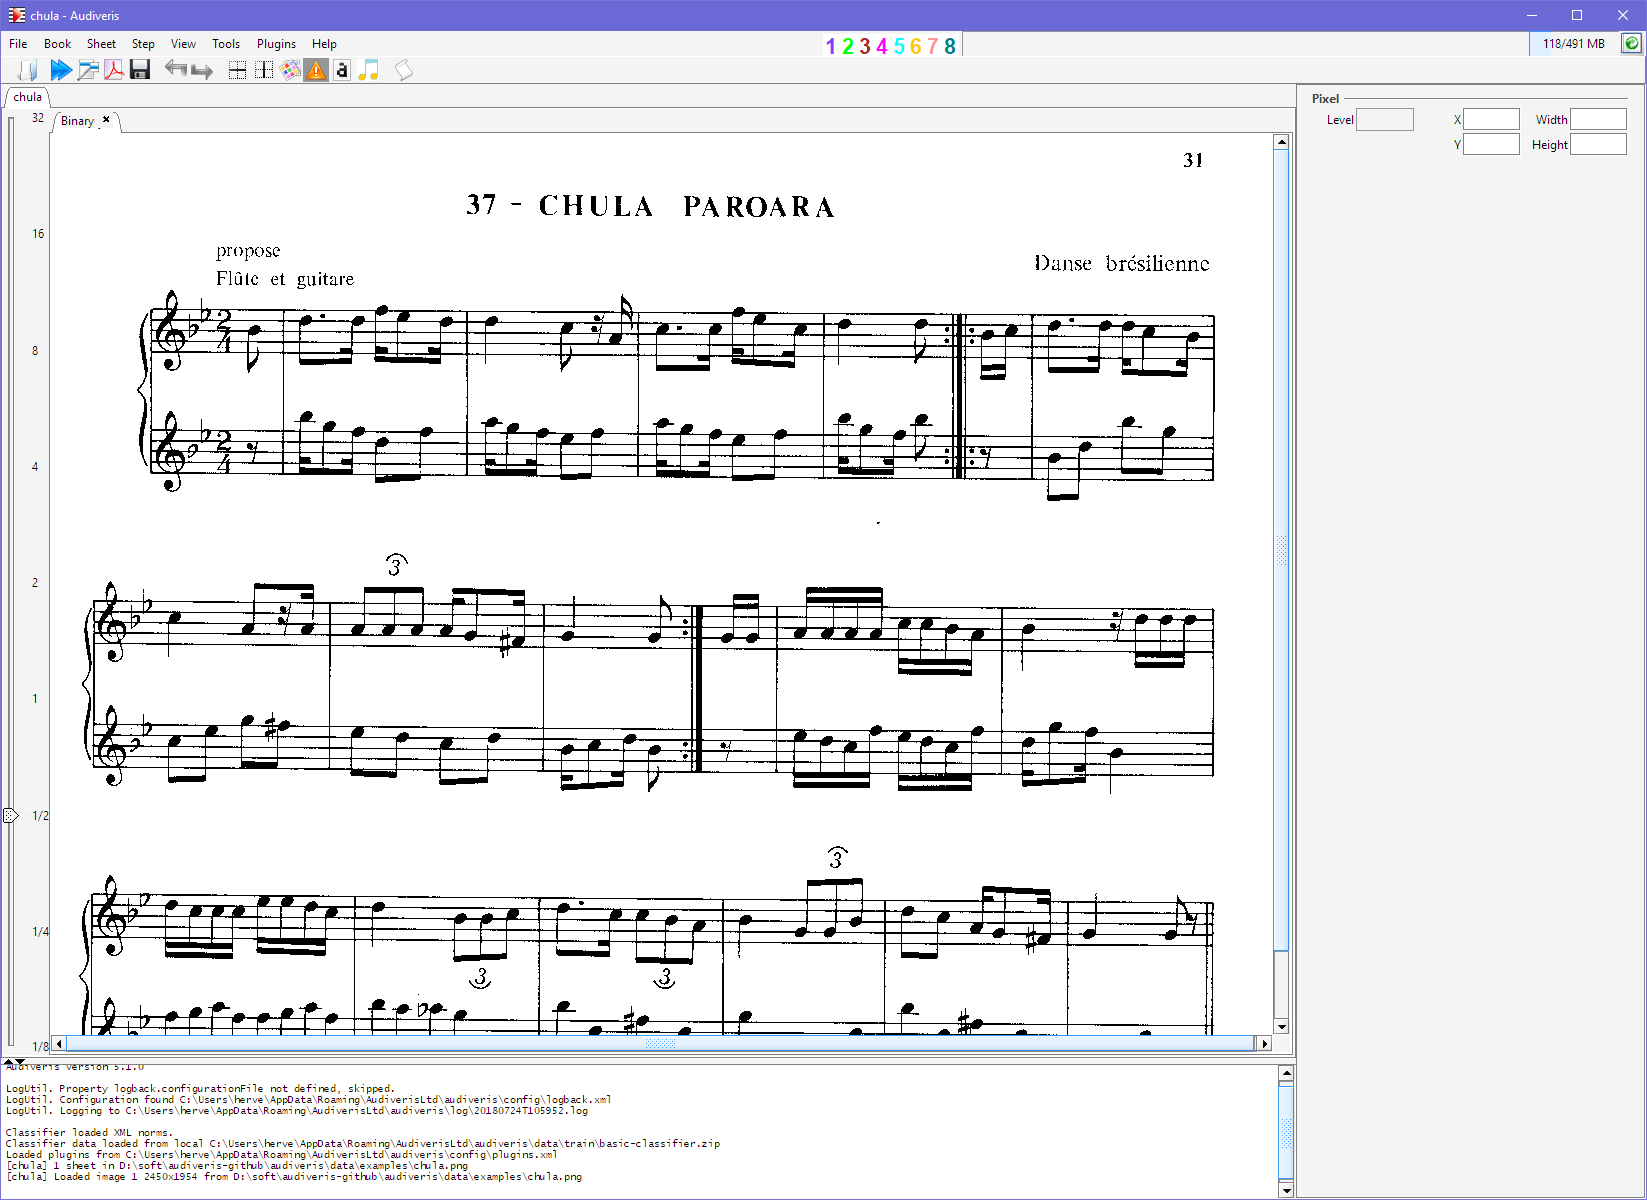 chula - Audiveris
File Book Sheet Step View Tools Plugins Help
1 2 3 4 5 6 7 8
118/491 MB
chula
Binary
Pixel
Level X Width
Y Height
32
16
8
4
2
1
1/2
1/4
1/8
31
37 - CHULA PAROARA
propose
Flûte et guitare
Danse brésilienne
2
4
2
4
3
3
3
3
Audiveris version 5.1.0
LogUtil. Property logback.configurationFile not defined, skipped.
LogUtil. Configuration found C:\Users\herve\AppData\Roaming\AudiverisLtd\audiveris\config\logback.xml
LogUtil. Logging to C:\Users\herve\AppData\Roaming\AudiverisLtd\audiveris\log\20180724T105952.log
Classifier loaded XML norms.
Classifier data loaded from local C:\Users\herve\AppData\Roaming\AudiverisLtd\audiveris\data\train\basic-classifier.zip
Loaded plugins from C:\Users\herve\AppData\Roaming\AudiverisLtd\audiveris\config\plugins.xml
[chula] 1 sheet in D:\soft\audiveris-github\audiveris\data\examples\chula.png
[chula] Loaded image 1 2450x1954 from D:\soft\audiveris-github\audiveris\data\examples\chula.png